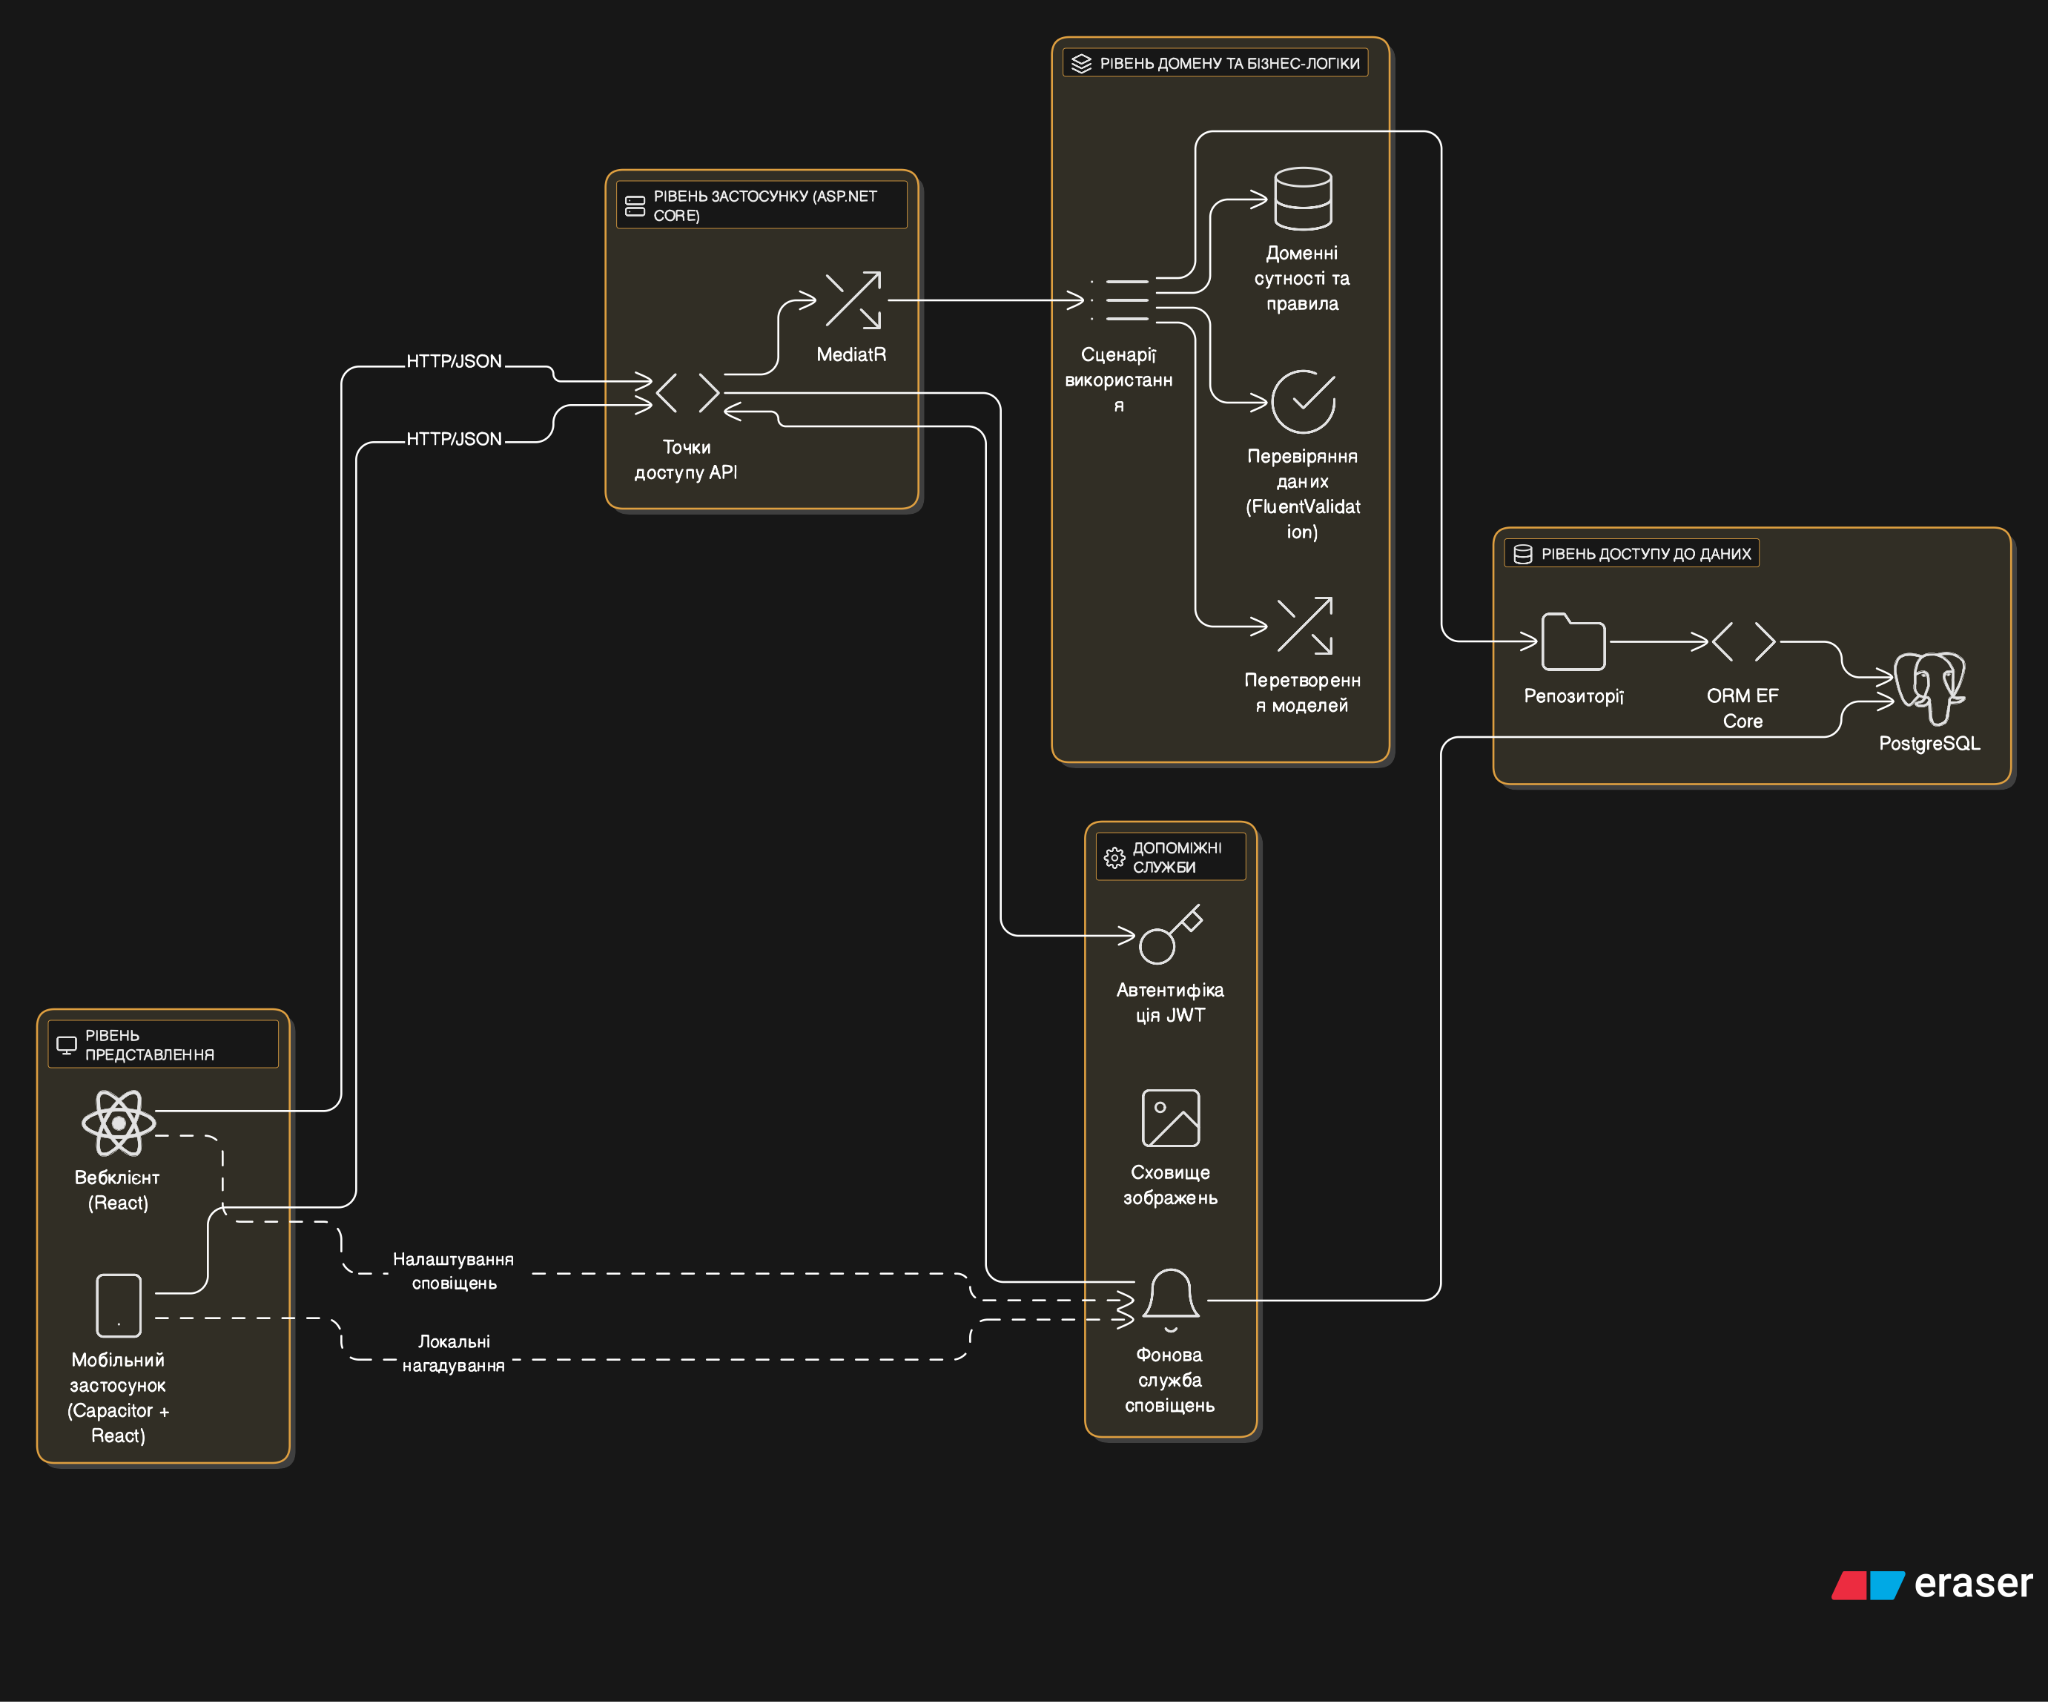 РІВЕНЬ ДОМЕНУ ТА БІЗНЕС-ЛОГІКИ
Доменні
сутності та
правила
Сценарії
використанн
я
Перевіряння
даних
(FluentValidat
ion)
Перетворенн
я моделей
РІВЕНЬ ЗАСТОСУНКУ (ASP.NET
CORE)
MediatR
Точки
доступу API
HTTP/JSON
HTTP/JSON
РІВЕНЬ ДОСТУПУ ДО ДАНИХ
Репозиторії
ORM EF
Core
PostgreSQL
ДОПОМІЖНІ
СЛУЖБИ
Автентифіка
ція JWT
Сховище
зображень
Фонова
служба
сповіщень
РІВЕНЬ
ПРЕДСТАВЛЕННЯ
Вебклієнт
(React)
Мобільний
застосунок
(Capacitor +
React)
Налаштування
сповіщень
Локальні
нагадування
eraser